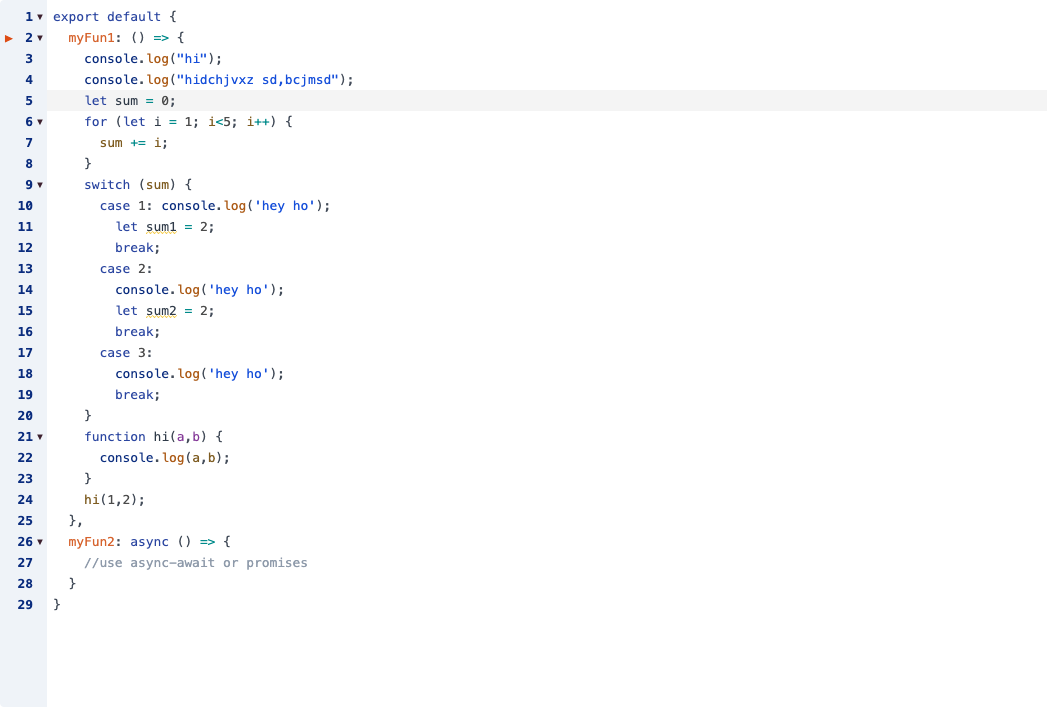 1 export default {
2   myFun1: () => {
3     console.log("hi");
4     console.log("hidchjvxz sd,bcjmsd");
5     let sum = 0;
6     for (let i = 1; i<5; i++) {
7       sum += i;
8     }
9     switch (sum) {
10       case 1: console.log('hey ho');
11         let sum1 = 2;
12         break;
13       case 2:
14         console.log('hey ho');
15         let sum2 = 2;
16         break;
17       case 3:
18         console.log('hey ho');
19         break;
20     }
21     function hi(a,b) {
22       console.log(a,b);
23     }
24     hi(1,2);
25   },
26   myFun2: async () => {
27     //use async-await or promises
28   }
29 }